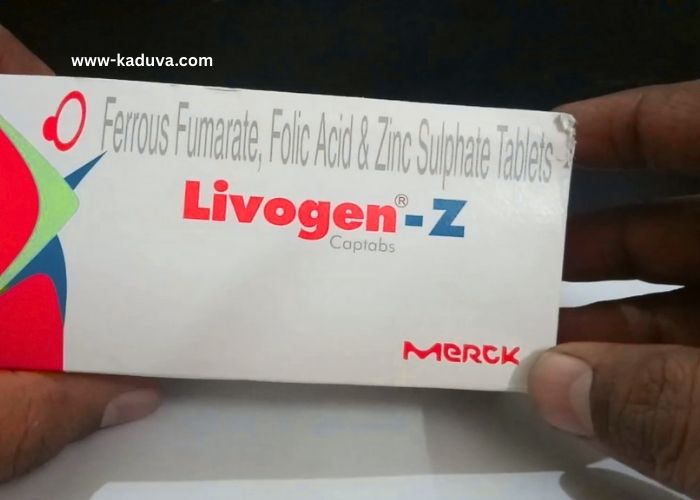 www-kaduva.com
Ferrous Fumarate, Folic Acid & Zinc Sulphate Tablets
Livogen®-Z
Captabs
MERCK